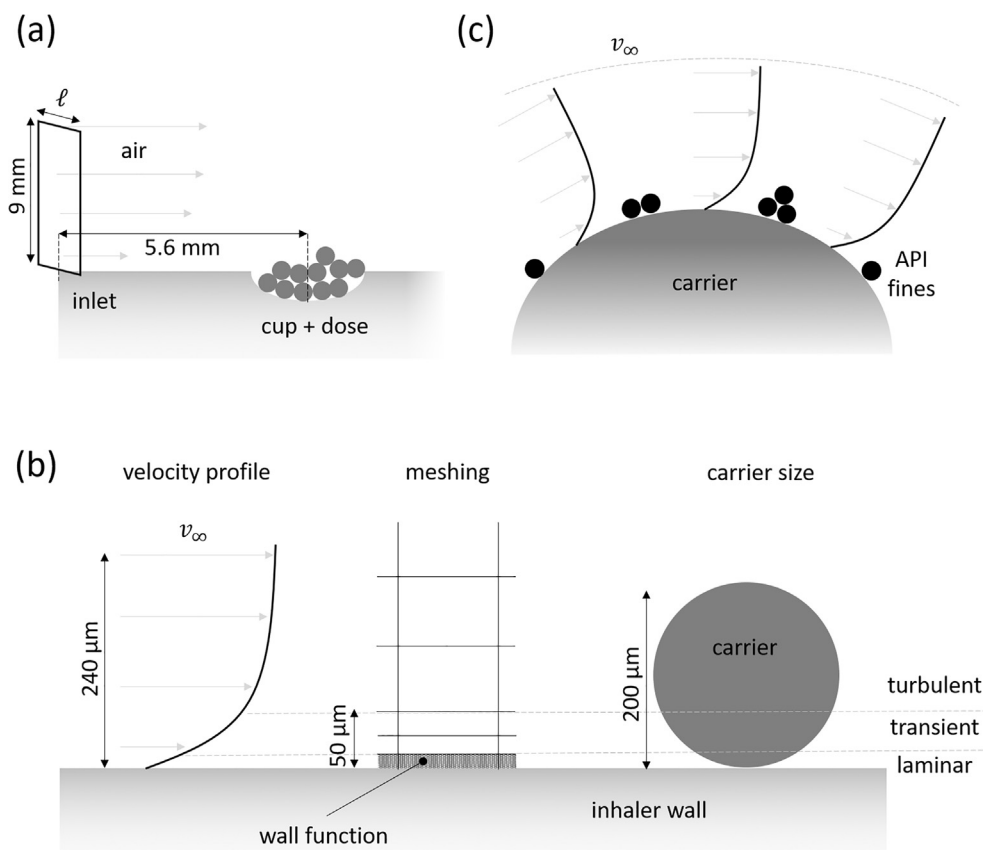 (a)
ℓ
9 mm
air
5.6 mm
inlet
cup + dose
(c)
v∞
carrier
API
fines
(b)
velocity profile
meshing
carrier size
v∞
240 µm
50 µm
200 µm
carrier
turbulent
transient
laminar
inhaler wall
wall function